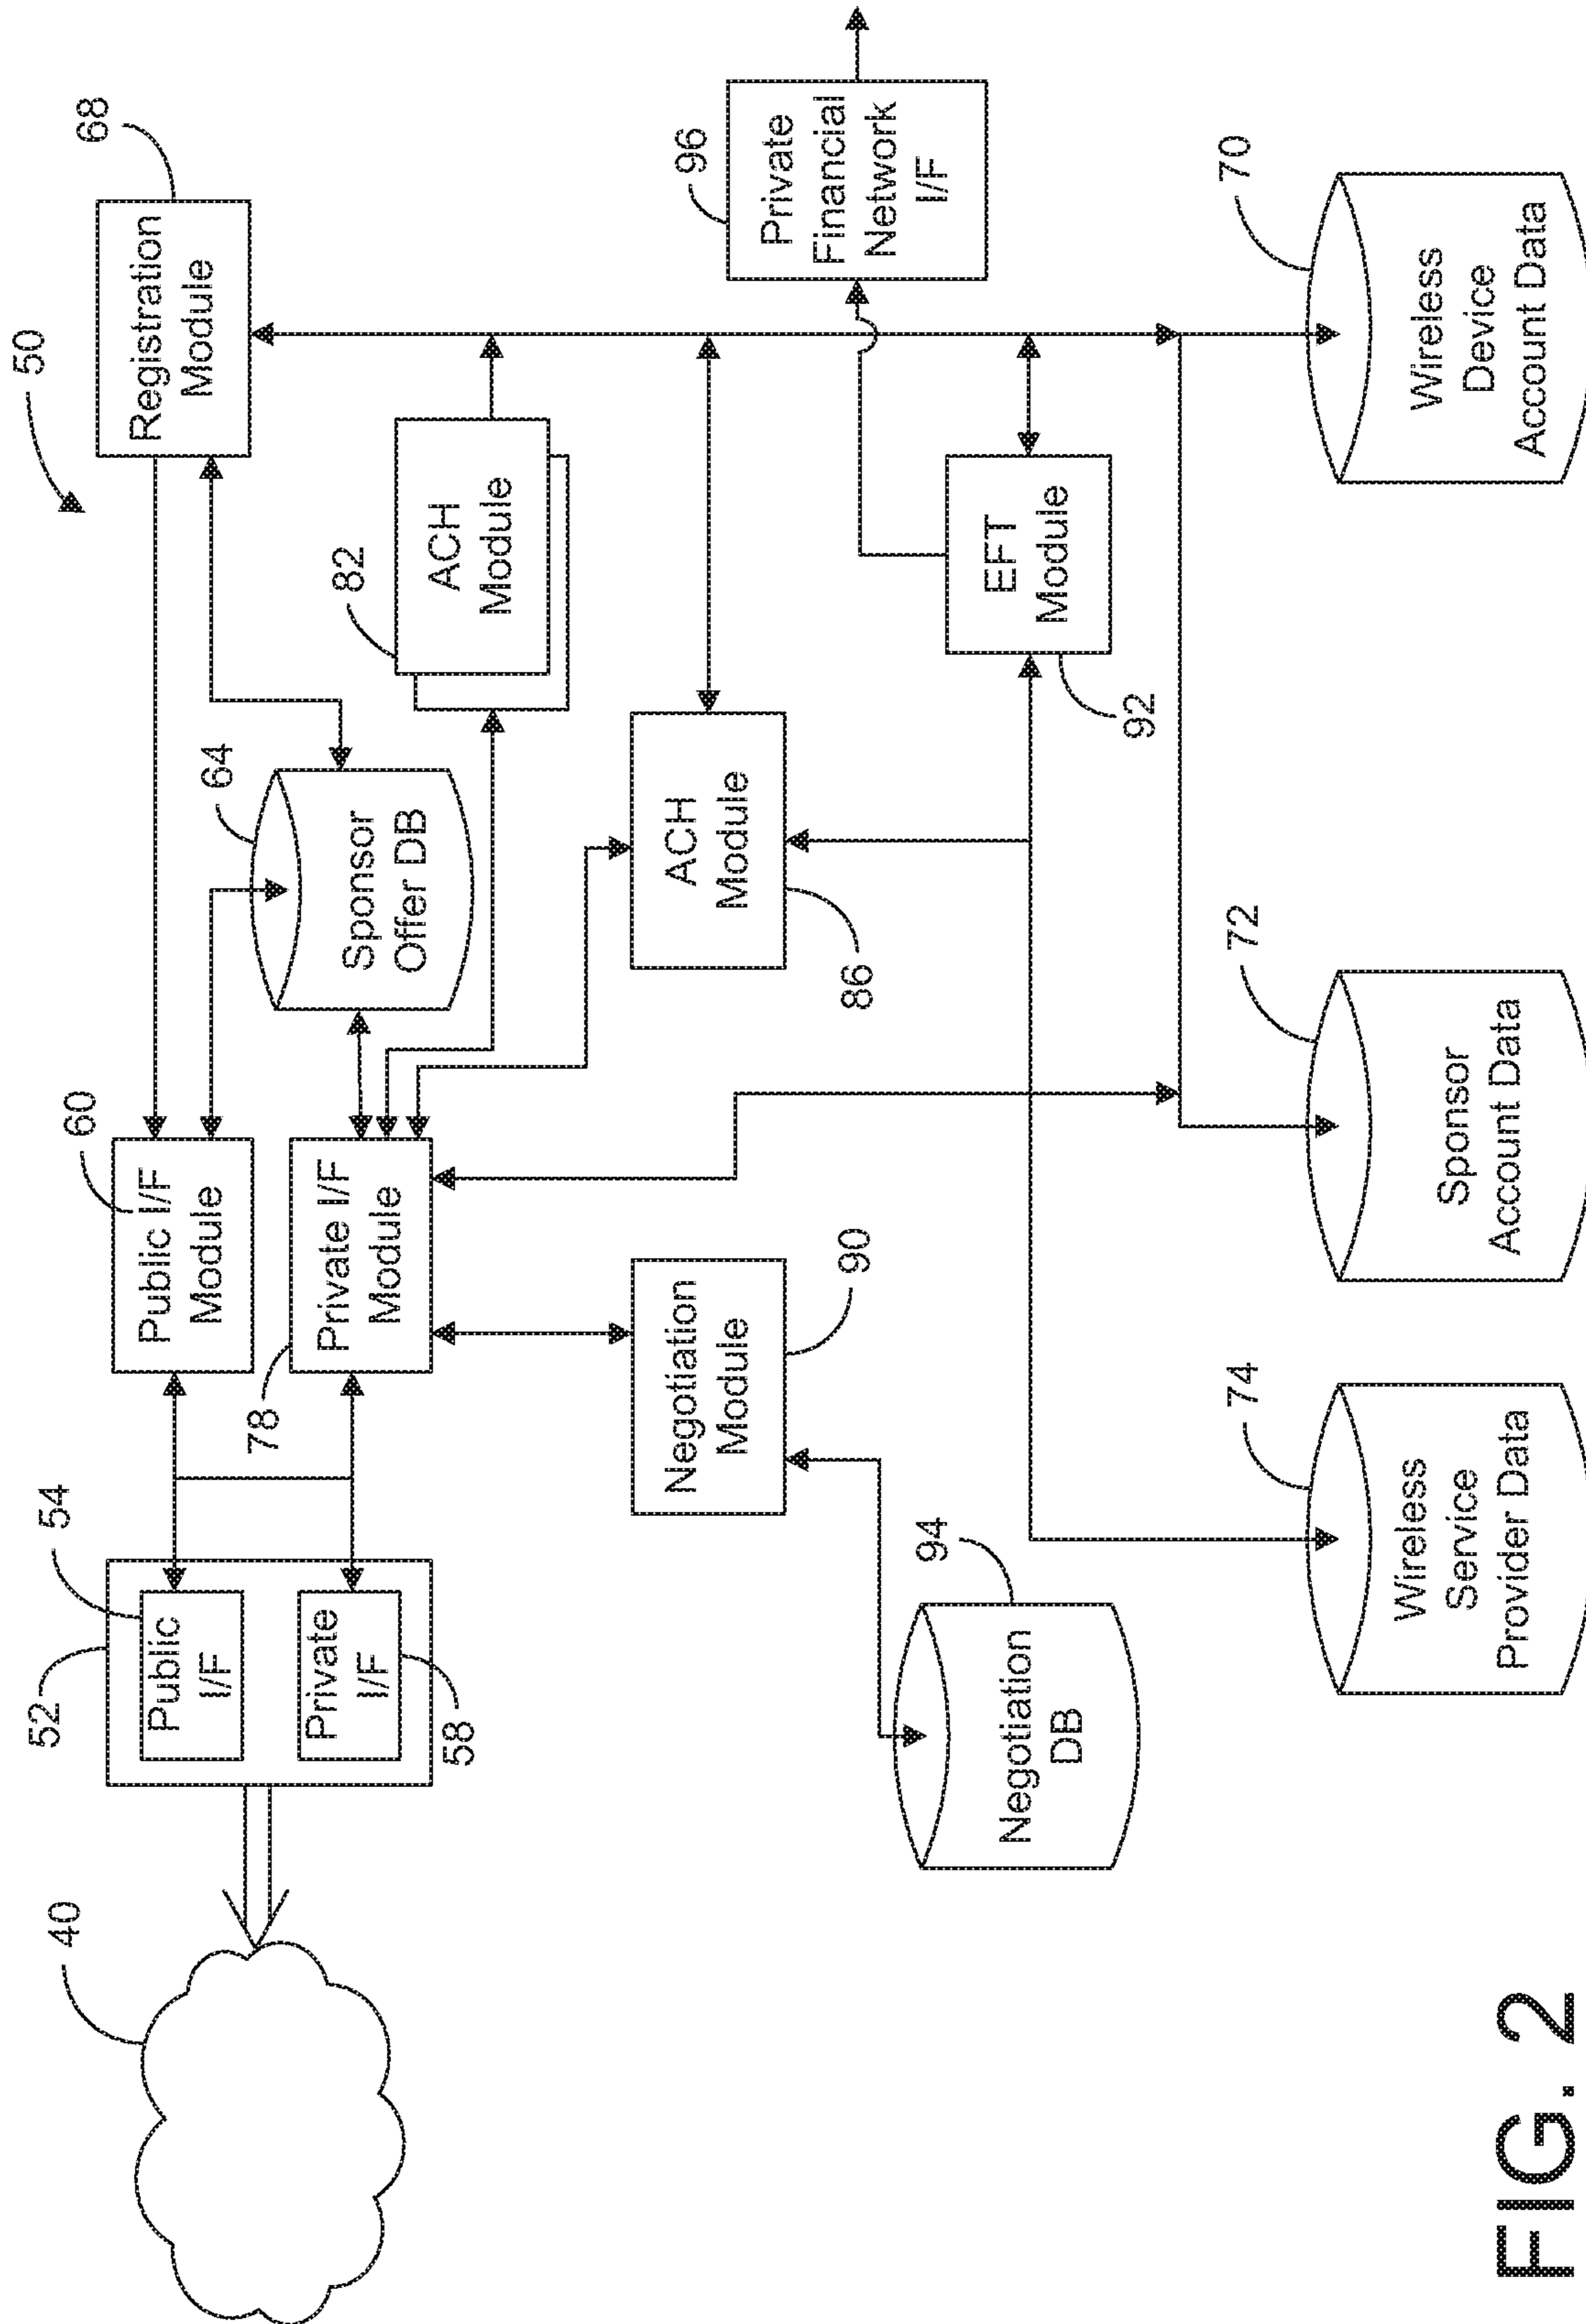 40
52
54
Public
I/F
Private
I/F
58
60
Public I/F
Module
78
Private I/F
Module
64
Sponsor
Offer DB
50
68
Registration
Module
82
ACH
Module
Negotiation
Module
90
ACH
Module
86
94
Negotiation
DB
EFT
Module
92
96
Private
Financial
Network
I/F
74
Wireless
Service
Provider Data
72
Sponsor
Account Data
70
Wireless
Device
Account Data
FIG. 2